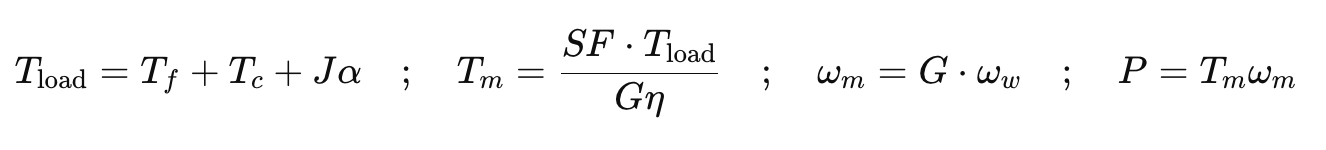 T_load = T_f + T_c + Jα ; T_m = (SF · T_load) / (Gη) ; ω_m = G · ω_w ; P = T_m ω_m